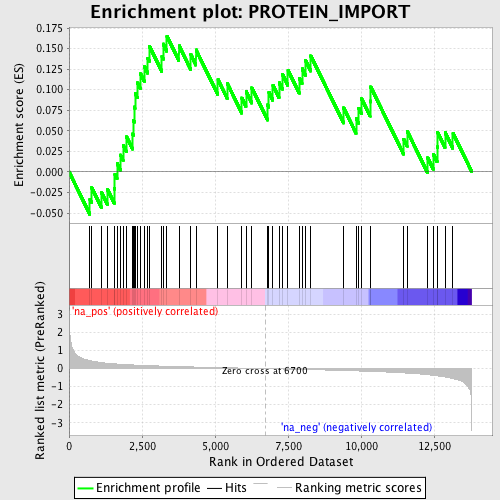 Enrichment plot: PROTEIN_IMPORT
Enrichment score (ES)
0.175
0.150
0.125
0.100
0.075
0.050
0.025
0.000
-0.025
-0.050
'na_pos' (positively correlated)
Ranked list metric (PreRanked)
3
2
1
0
-1
-2
-3
Zero cross at 6700
'na_neg' (negatively correlated)
0 2,500 5,000 7,500 10,000 12,500
Rank in Ordered Dataset
Enrichment profile Hits Ranking metric scores